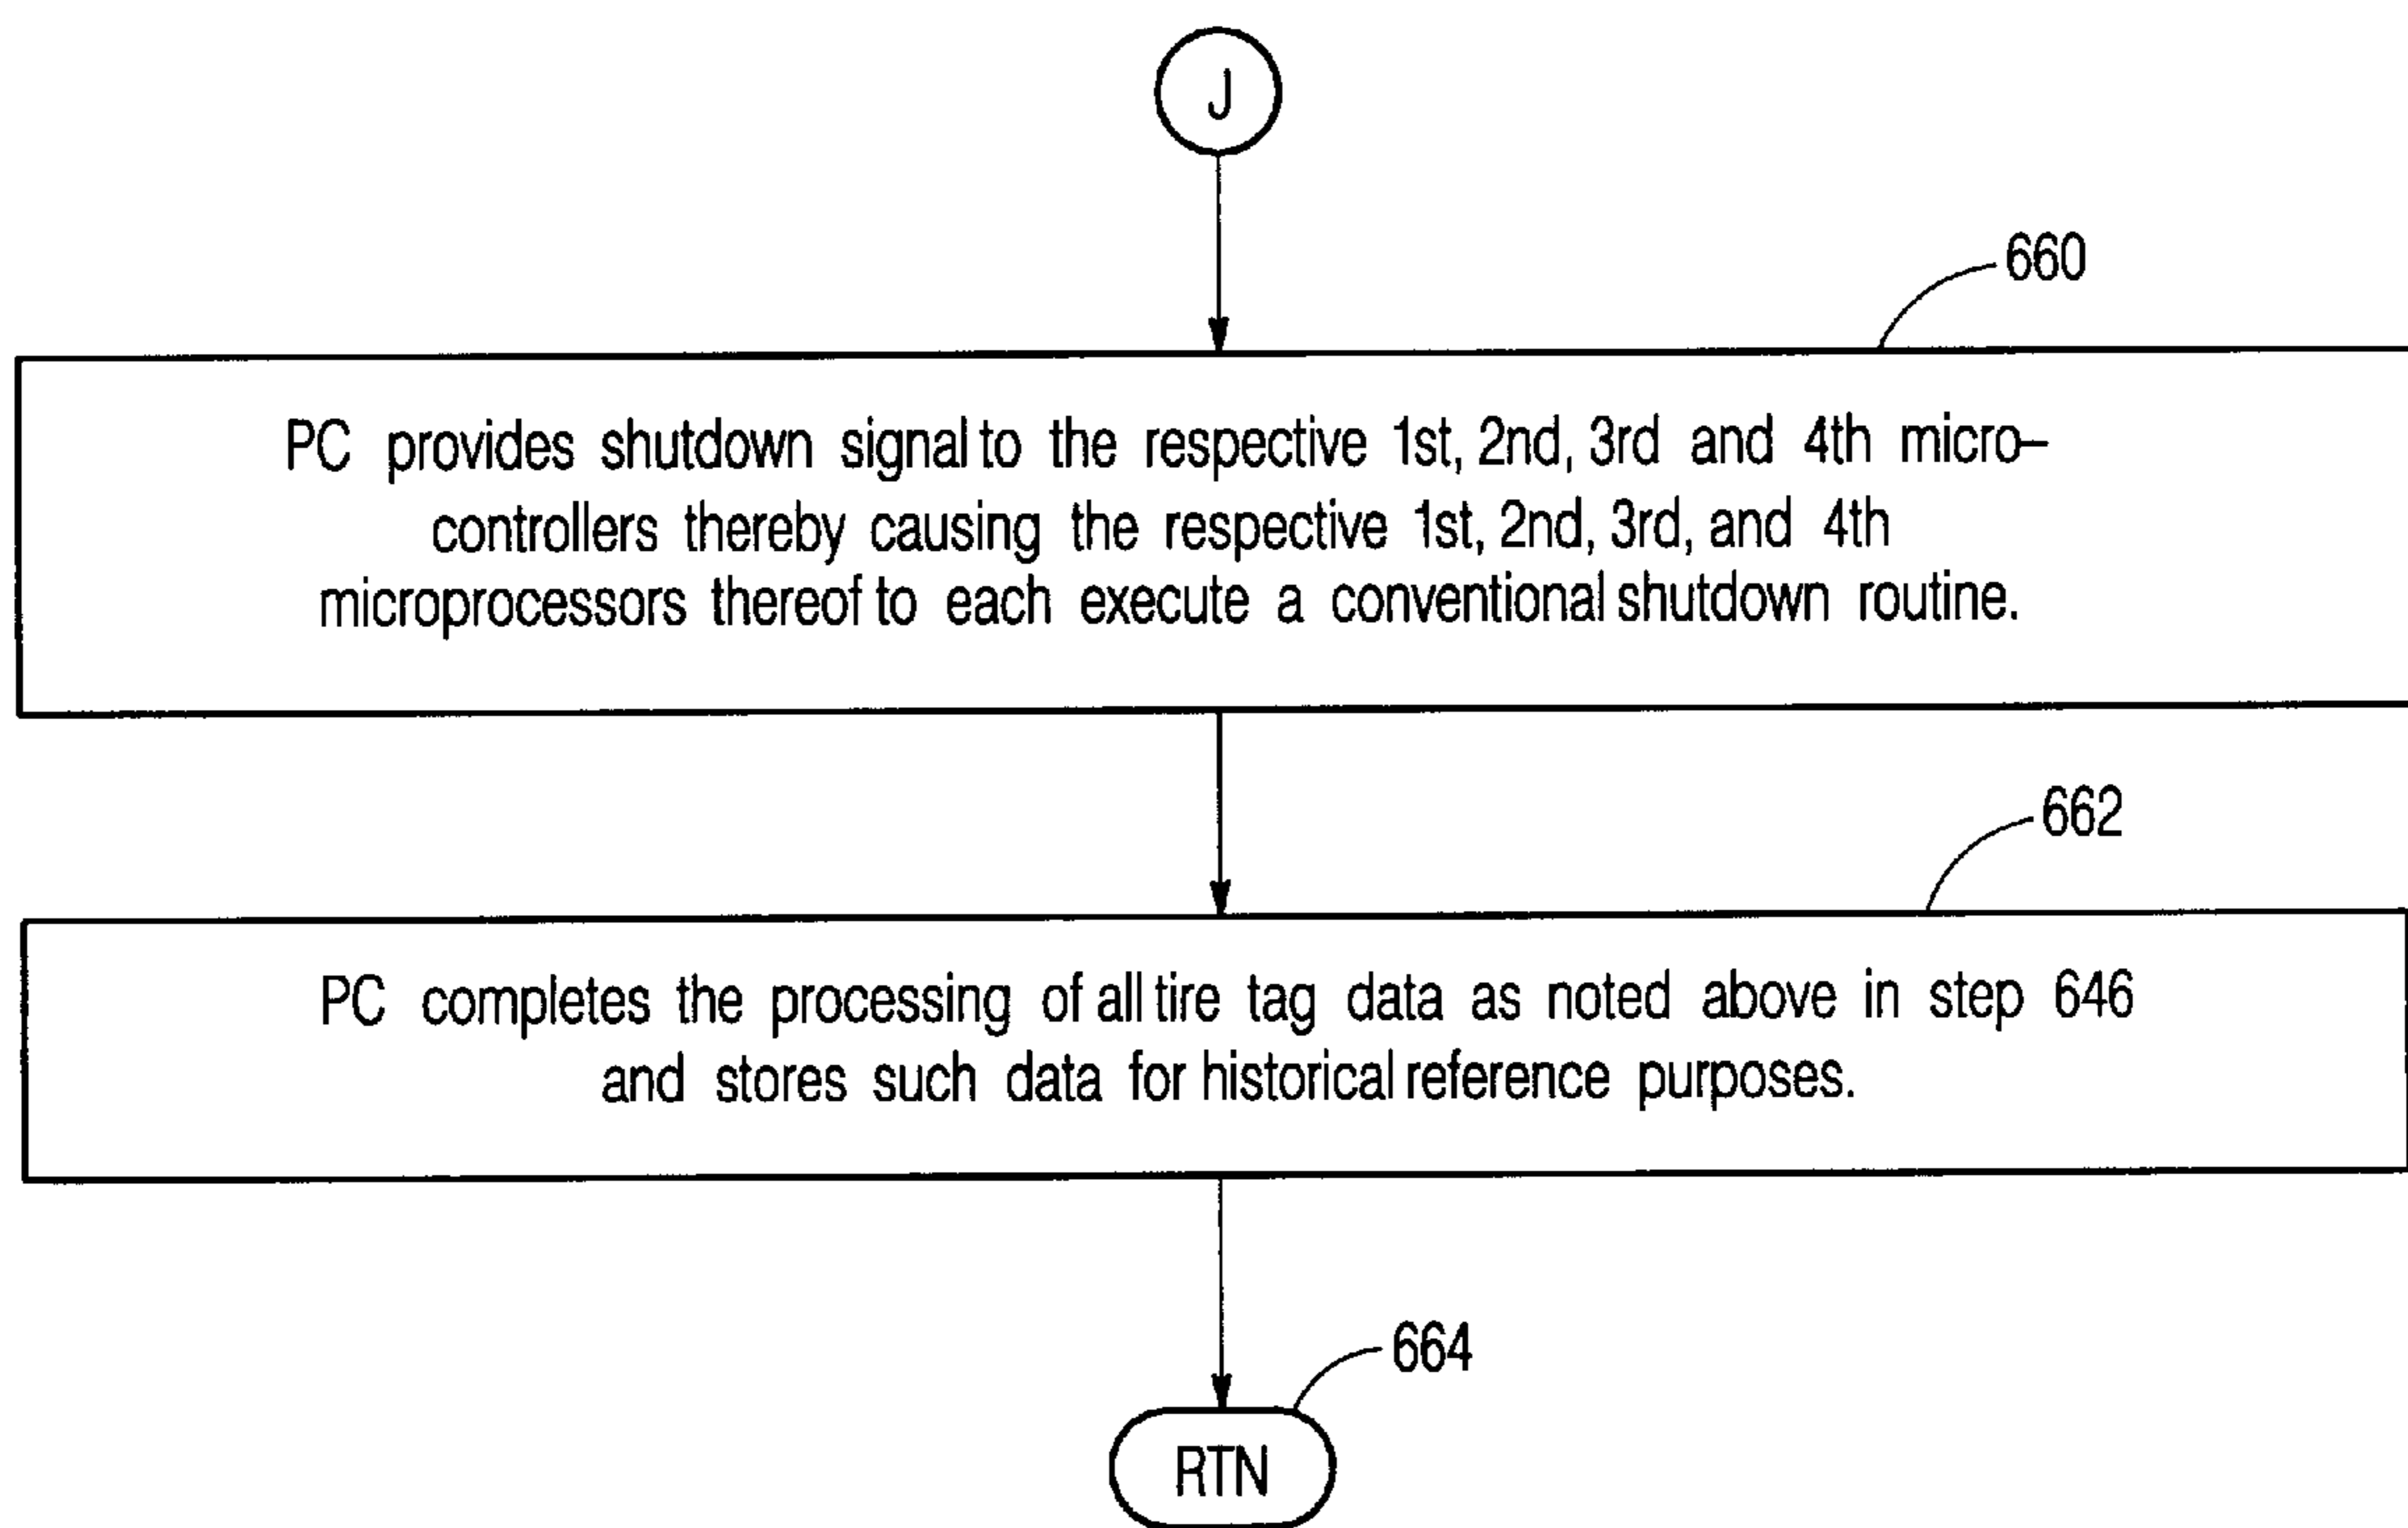 J
660
PC provides shutdown signal to the respective 1st, 2nd, 3rd and 4th micro–
controllers thereby causing the respective 1st, 2nd, 3rd, and 4th
microprocessors thereof to each execute a conventional shutdown routine.
662
PC completes the processing of all tire tag data as noted above in step 646
and stores such data for historical reference purposes.
664
RTN